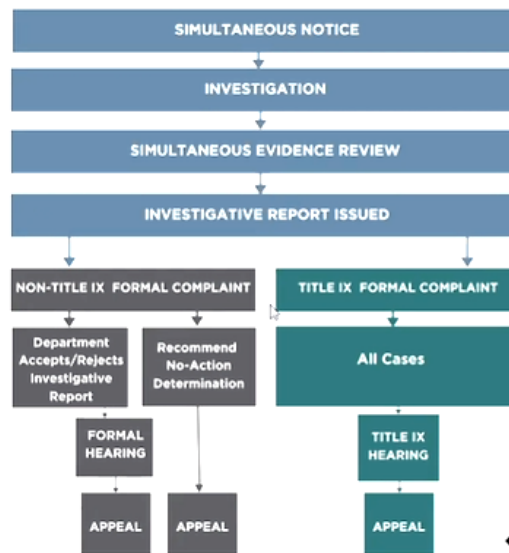 SIMULTANEOUS NOTICE
INVESTIGATION
SIMULTANEOUS EVIDENCE REVIEW
INVESTIGATIVE REPORT ISSUED
NON-TITLE IX FORMAL COMPLAINT
TITLE IX FORMAL COMPLAINT
Department
Accepts/Rejects
Investigative
Report
Recommend
No-Action
Determination
All Cases
FORMAL
HEARING
TITLE IX
HEARING
APPEAL
APPEAL
APPEAL